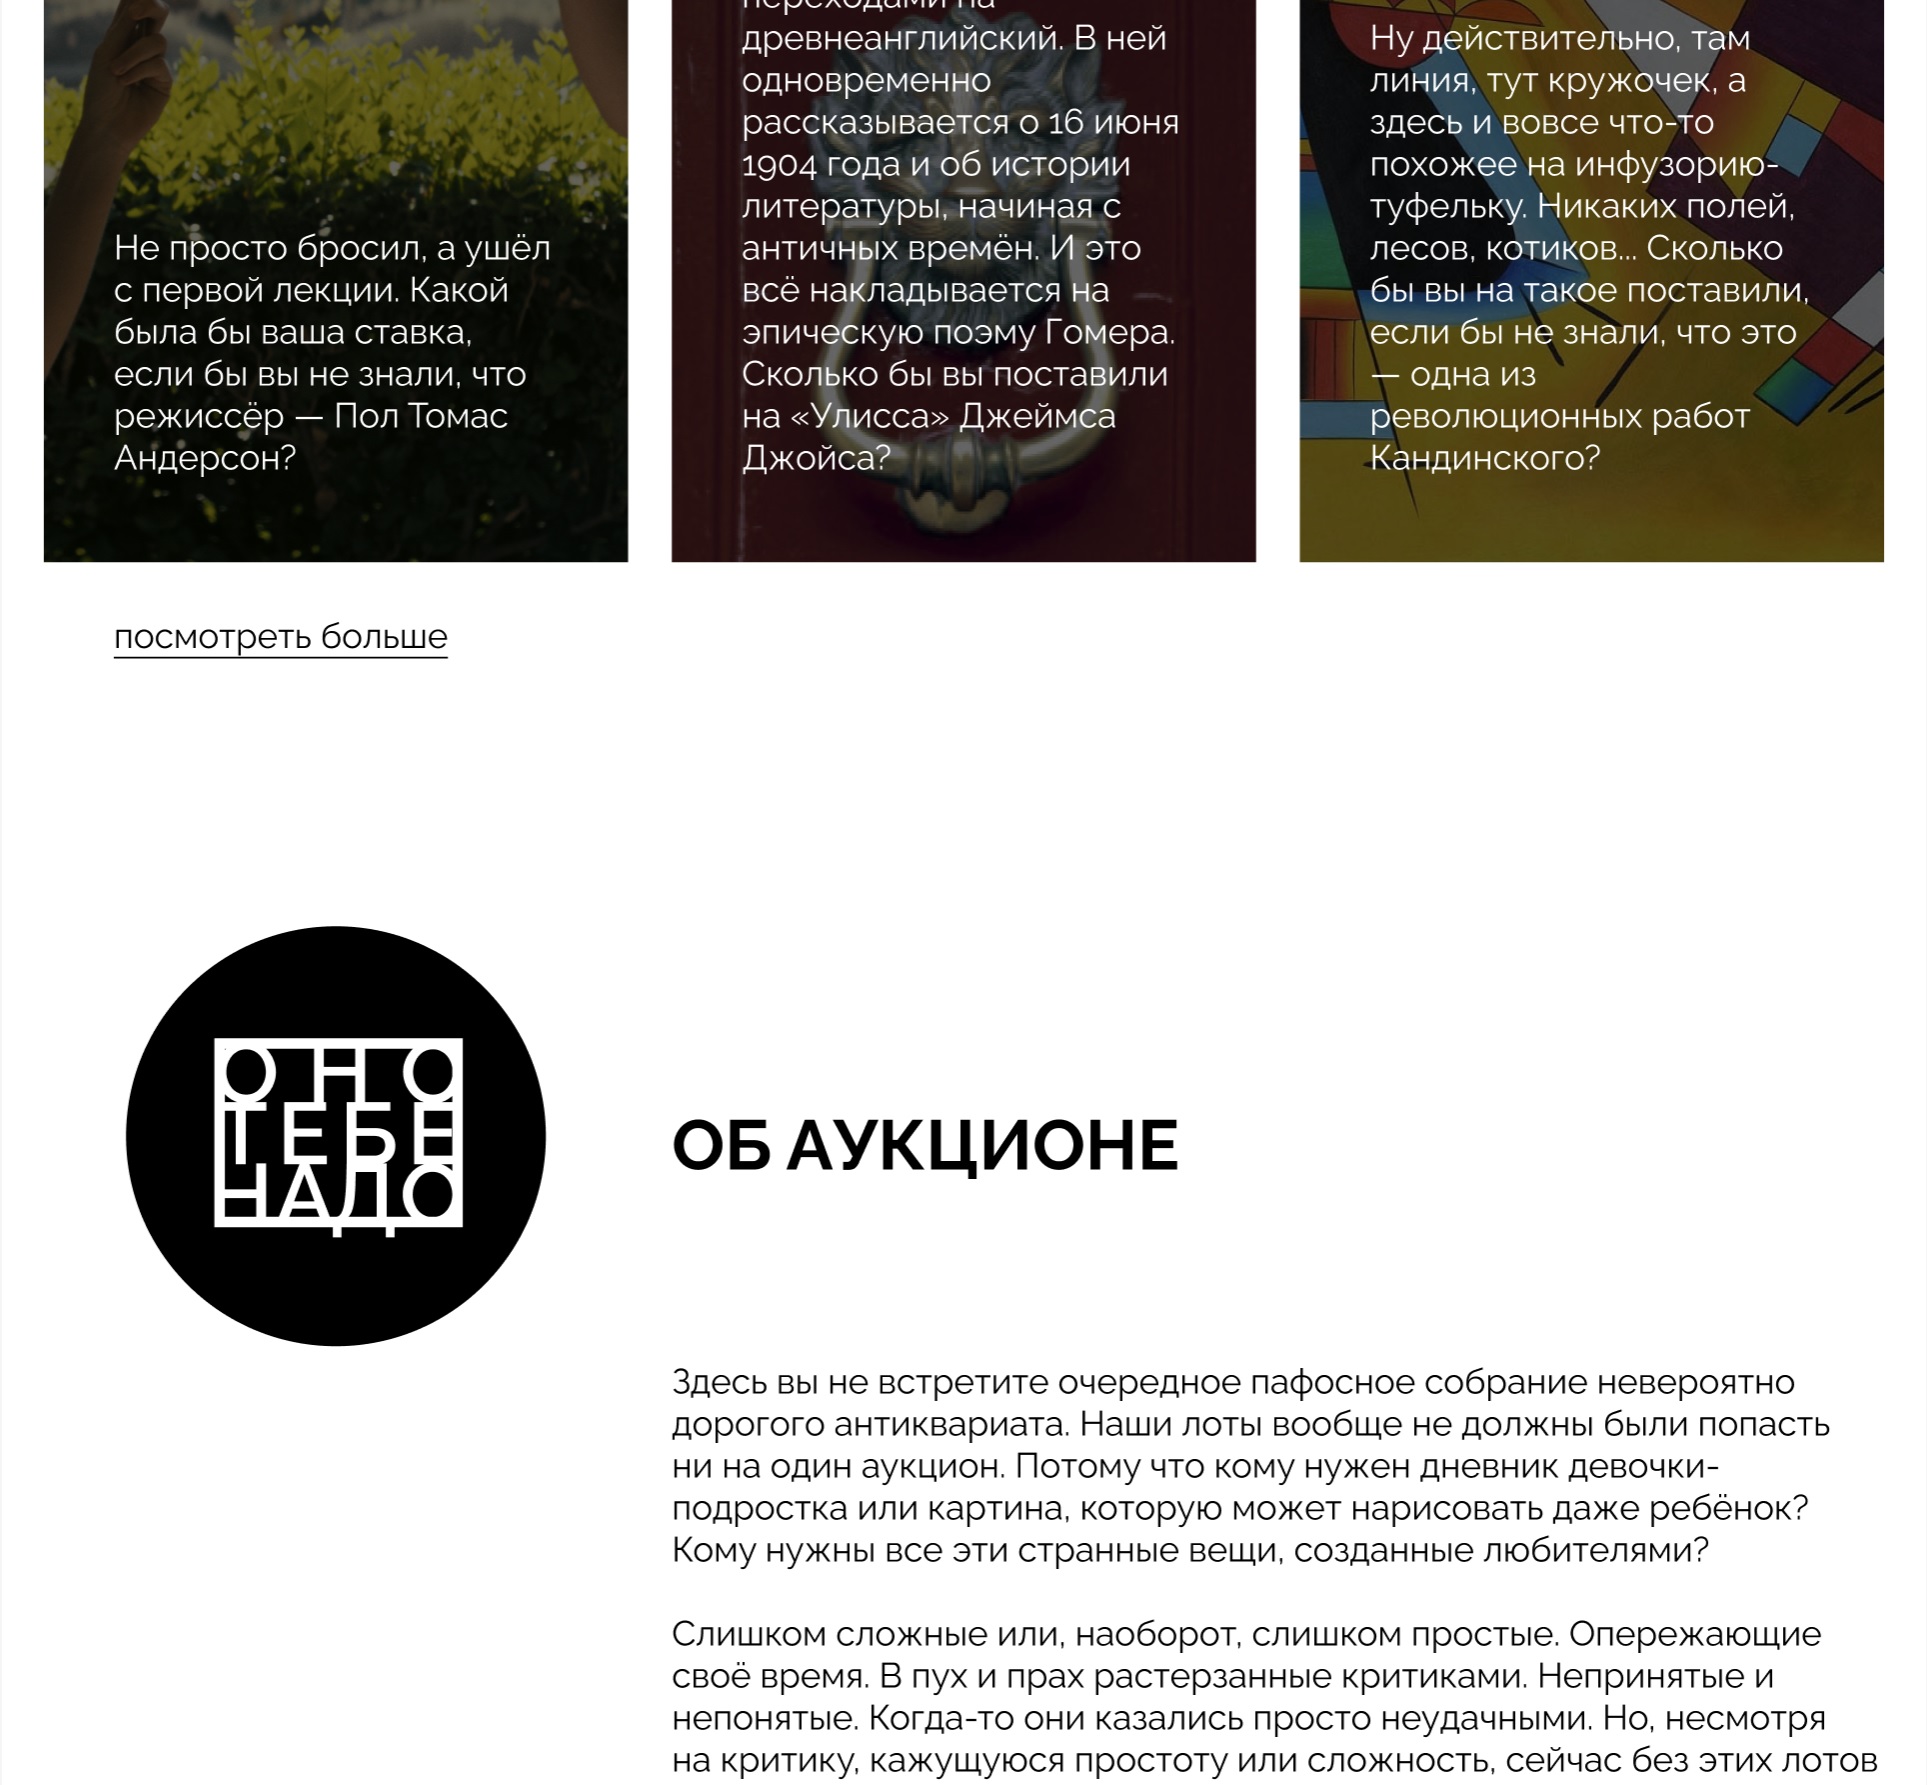 Не просто бросил, а ушёл
с первой лекции. Какой
была бы ваша ставка,
если бы вы не знали, что
режиссёр — Пол Томас
Андерсон?
переходами на
древнеанглийский. В ней
одновременно
рассказывается о 16 июня
1904 года и об истории
литературы, начиная с
античных времён. И это
всё накладывается на
эпическую поэму Гомера.
Сколько бы вы поставили
на «Улисса» Джеймса
Джойса?
Ну действительно, там
линия, тут кружочек, а
здесь и вовсе что-то
похожее на инфузорию-
туфельку. Никаких полей,
лесов, котиков... Сколько
бы вы на такое поставили,
если бы не знали, что это
— одна из
революционных работ
Кандинского?
посмотреть больше
ОНО
ТЕБЕ
НАДО
ОБ АУКЦИОНЕ
Здесь вы не встретите очередное пафосное собрание невероятно
дорогого антиквариата. Наши лоты вообще не должны были попасть
ни на один аукцион. Потому что кому нужен дневник девочки-
подростка или картина, которую может нарисовать даже ребёнок?
Кому нужны все эти странные вещи, созданные любителями?
Слишком сложные или, наоборот, слишком простые. Опережающие
своё время. В пух и прах растерзанные критиками. Непринятые и
непонятые. Когда-то они казались просто неудачными. Но, несмотря
на критику, кажущуюся простоту или сложность, сейчас без этих лотов